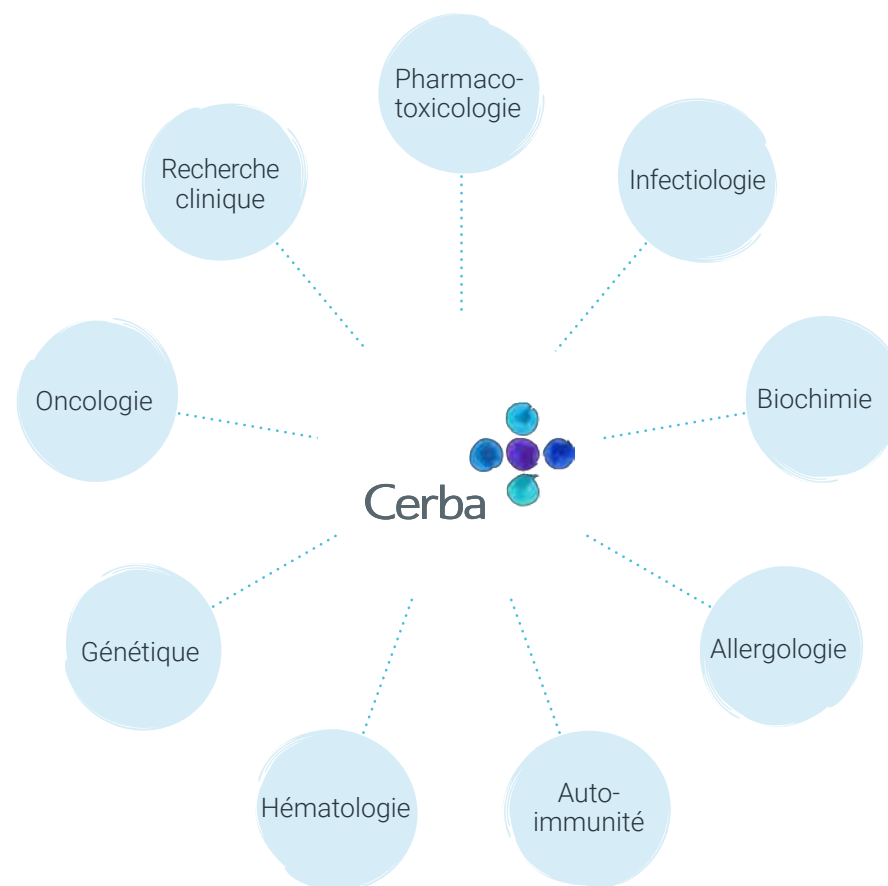 Pharmaco-
toxicologie
Recherche
clinique
Infectiologie
Oncologie
Biochimie
Cerba
Génétique
Allergologie
Hématologie
Auto-
immunité